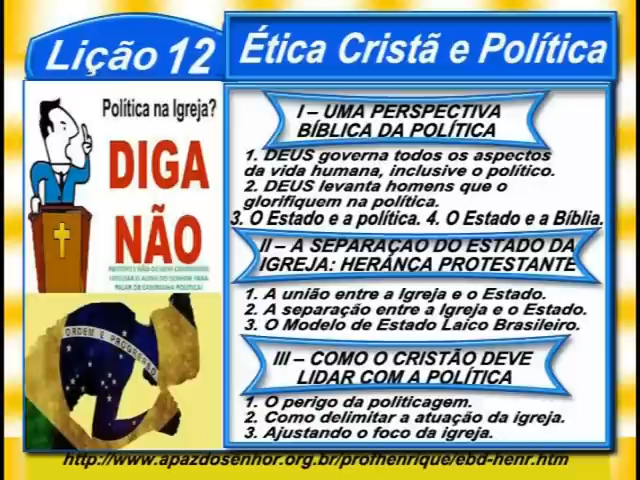 Lição 12
Ética Cristã e Política
Política na Igreja?
DIGA
NÃO
PALAR DE CAMPANHA POLÍTICA!
ORDEM E PROGRESSO
I – UMA PERSPECTIVA
BÍBLICA DA POLÍTICA
1. DEUS governa todos os aspectos
da vida humana, inclusive o político.
2. DEUS levanta homens que o
glorifiquem na política.
3. O Estado e a política. 4. O Estado e a Bíblia.
II – A SEPARAÇÃO DO ESTADO DA
IGREJA: HERANÇA PROTESTANTE
1. A união entre a Igreja e o Estado.
2. A separação entre a Igreja e o Estado.
3. O Modelo de Estado Laico Brasileiro.
III – COMO O CRISTÃO DEVE
LIDAR COM A POLÍTICA
1. O perigo da politicagem.
2. Como delimitar a atuação da igreja.
3. Ajustando o foco da igreja.
http://www.apazdosenhor.org.br/profhenrique/ebd-henr.htm